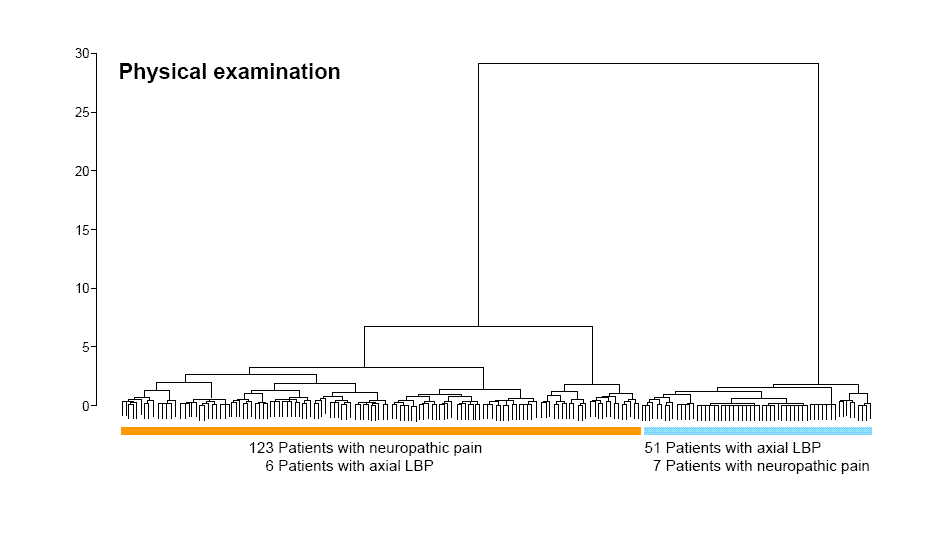 Physical examination
30
25
20
15
10
5
0
123 Patients with neuropathic pain
6 Patients with axial LBP
51 Patients with axial LBP
7 Patients with neuropathic pain